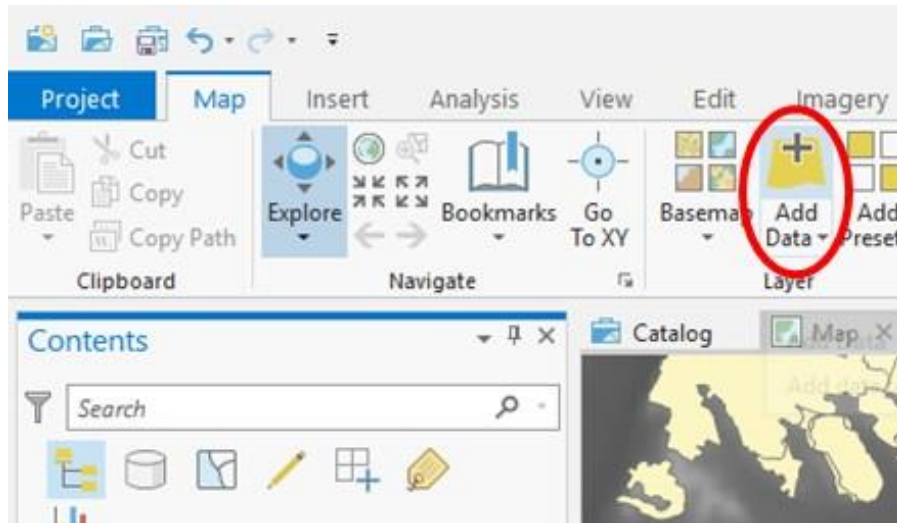 Project Map Insert Analysis View Edit Imagery
Cut
Copy
Paste
Copy Path
Clipboard
Explore
Bookmarks
Go
To XY
Navigate
Basemap
Add
Data
Add
Preset
Layer
Contents
Catalog
Map
Search